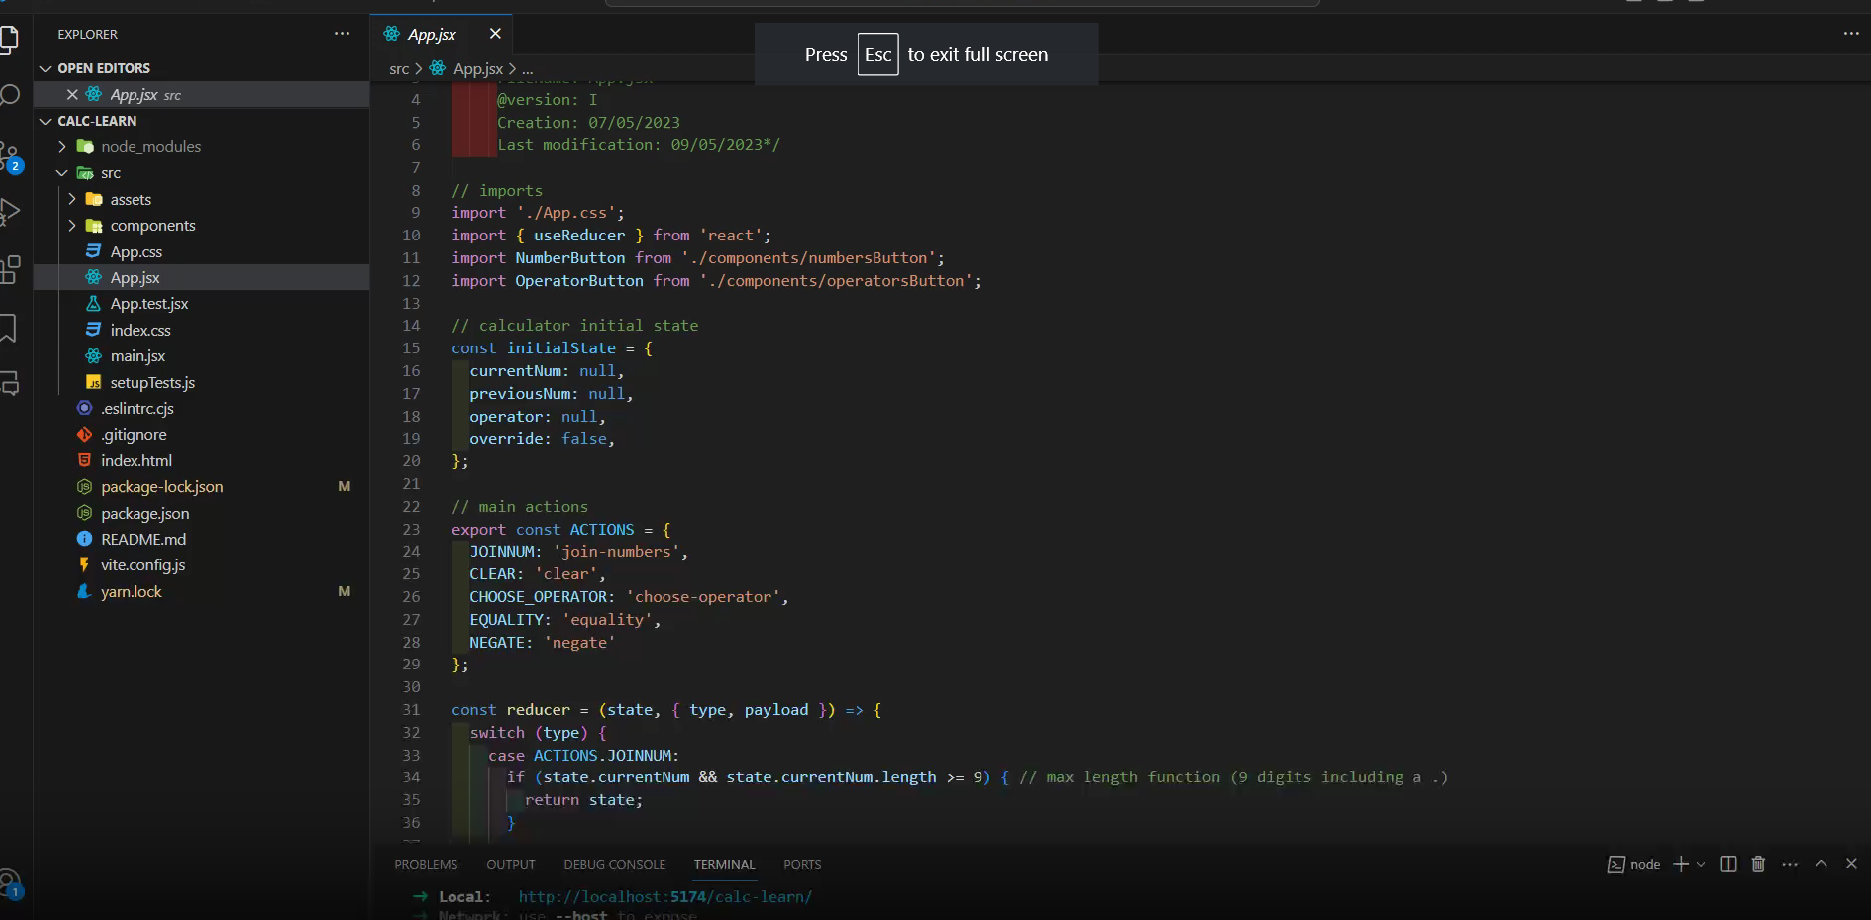 EXPLORER
App.jsx
Press Esc to exit full screen
OPEN EDITORS
src > App.jsx > ...
App.jsx src
CALC-LEARN
node_modules
src
assets
components
App.css
App.jsx
App.test.jsx
index.css
main.jsx
setupTests.js
.eslintrc.cjs
.gitignore
index.html
package-lock.json M
package.json
README.md
vite.config.js
yarn.lock M
2
1
4 @version: I
5 Creation: 07/05/2023
6 Last modification: 09/05/2023*/
7
8 // imports
9 import './App.css';
10 import { useReducer } from 'react';
11 import NumberButton from './components/numbersButton';
12 import OperatorButton from './components/operatorsButton';
13
14 // calculator initial state
15 const initialState = {
16 currentNum: null,
17 previousNum: null,
18 operator: null,
19 override: false,
20 };
21
22 // main actions
23 export const ACTIONS = {
24 JOINNUM: 'join-numbers',
25 CLEAR: 'clear',
26 CHOOSE_OPERATOR: 'choose-operator',
27 EQUALITY: 'equality',
28 NEGATE: 'negate'
29 };
30
31 const reducer = (state, { type, payload }) => {
32 switch (type) {
33 case ACTIONS.JOINNUM:
34 if (state.currentNum && state.currentNum.length >= 9) { // max length function (9 digits including a .)
35 return state;
36 }
PROBLEMS OUTPUT DEBUG CONSOLE TERMINAL PORTS node
➜ Local: http://localhost:5174/calc-learn/
➜ Network: use --host to expose